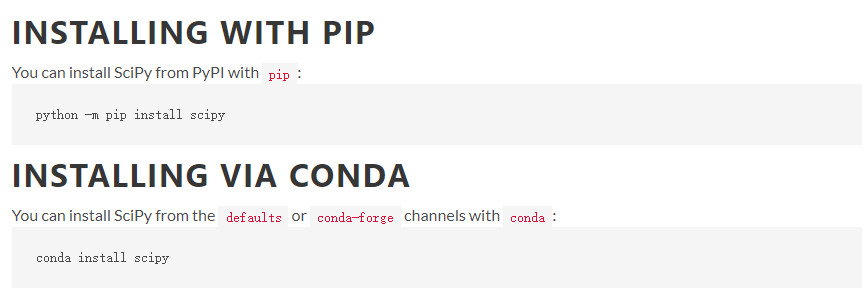 INSTALLING WITH PIP
You can install SciPy from PyPI with pip:
python -m pip install scipy
INSTALLING VIA CONDA
You can install SciPy from the defaults or conda-forge channels with conda:
conda install scipy